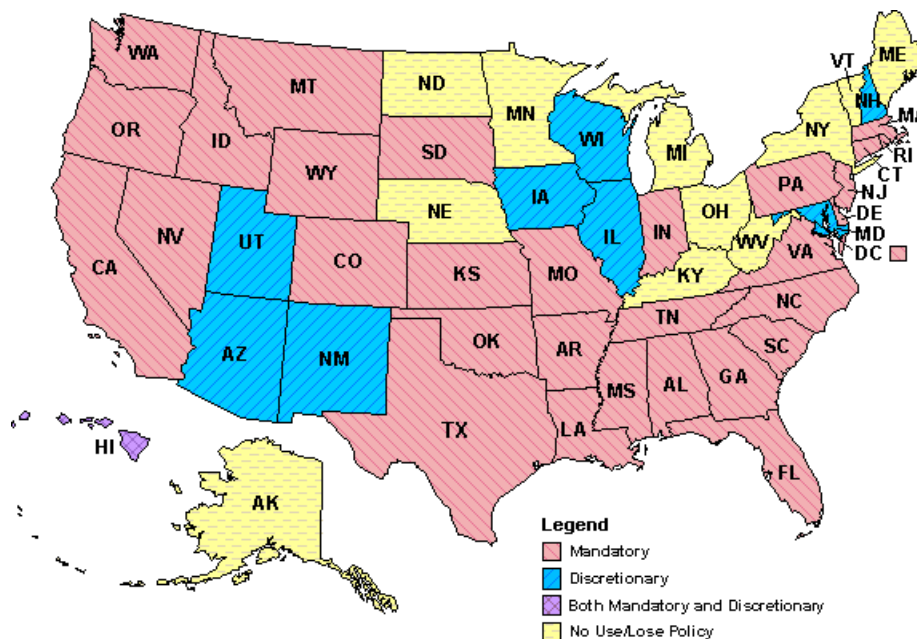 WA
MT
ND
MN
VT
ME
NH
OR
ID
WY
SD
WI
MI
NY
MA
RI
CT
NV
UT
NE
IA
IL
IN
OH
PA
NJ
DE
MD
DC
WV
VA
CA
CO
KS
MO
KY
AZ
NM
OK
AR
TN
NC
SC
MS
AL
GA
TX
LA
FL
HI
AK
Legend
Mandatory
Discretionary
Both Mandatory and Discretionary
No Use/Lose Policy